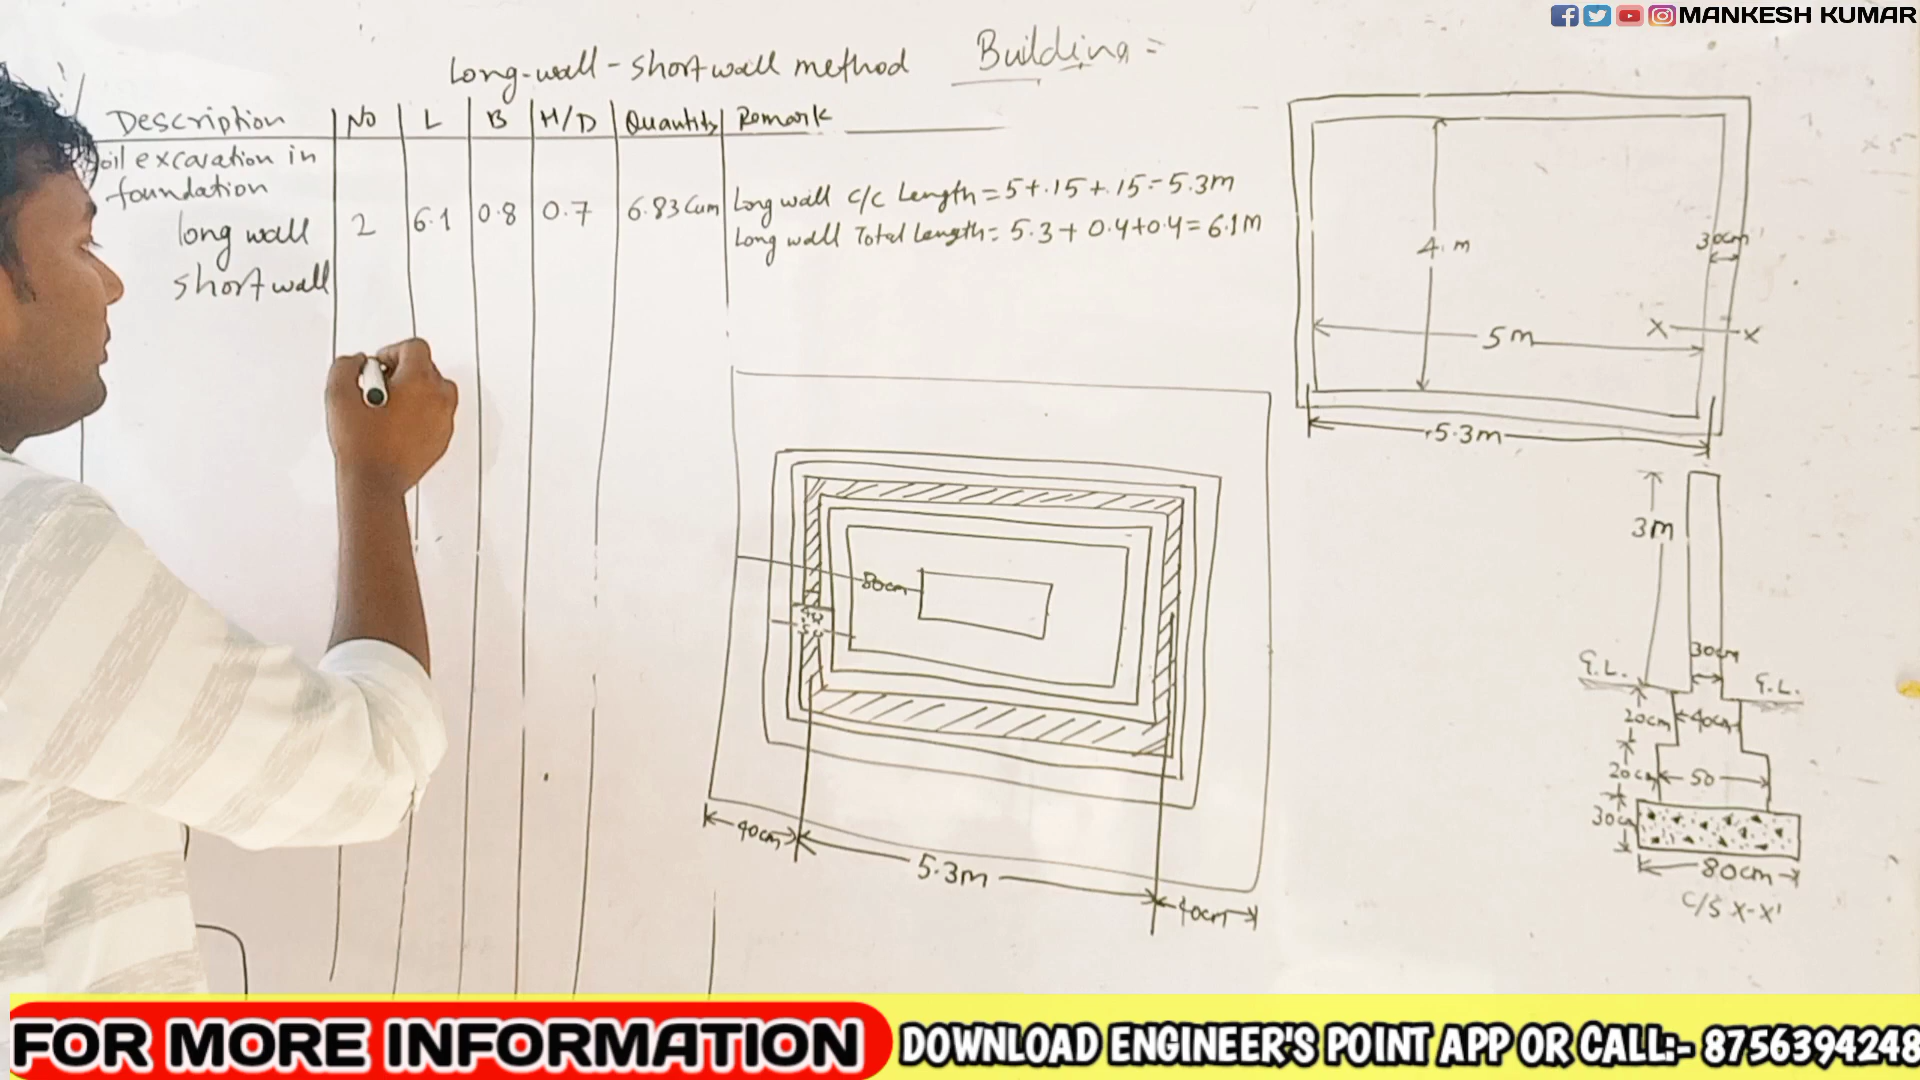 MANKESH KUMAR
Long-wall - short wall method Building =
Description No L B H/D Quantity Remark
oil excavation in
foundation
long wall 2 6.1 0.8 0.7 6.83 Cum
short wall
Long wall C/C Length = 5+.15+.15=5.3m
Long wall Total Length = 5.3 + 0.4+0.4= 6.1M
4. m
30cm
5m
X X
5.3m
80cm
40cm
5.3m
40cm
3m
30cm
G.L.
G.L.
20cm
40cm
20cm
50
30cm
80cm
C/S X-X'
FOR MORE INFORMATION DOWNLOAD ENGINEER'S POINT APP OR CALL:- 8756394248